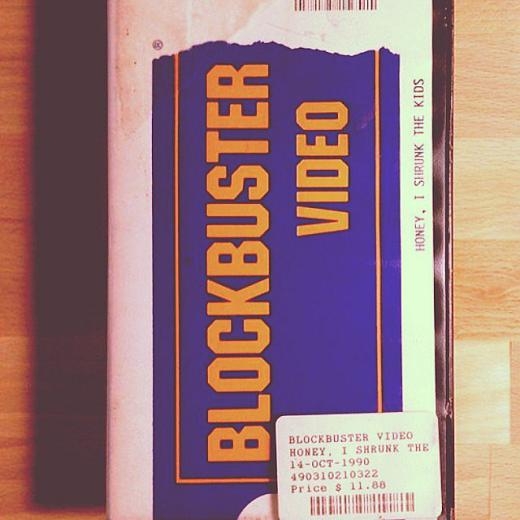 ®
BLOCKBUSTER
VIDEO
HONEY, I SHRUNK THE KIDS
BLOCKBUSTER VIDEO
HONEY, I SHRUNK THE
14-OCT-1990
490310210322
Price $ 11.88